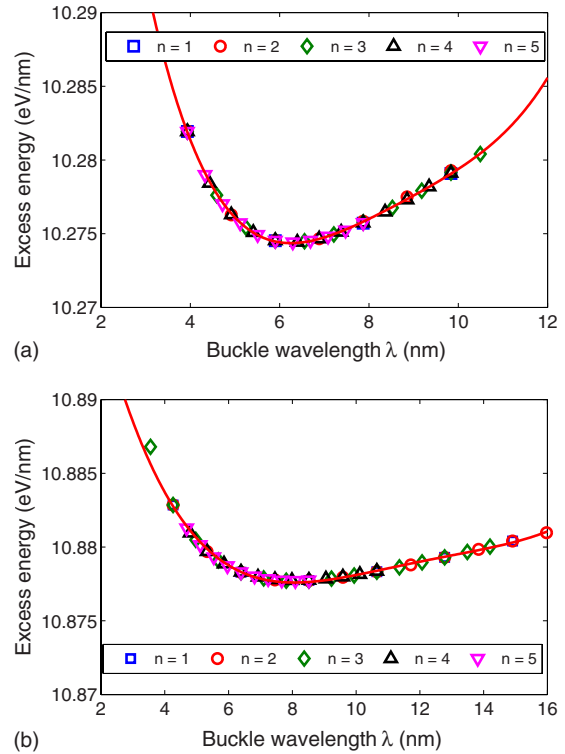 10.29
n = 1 n = 2 n = 3 n = 4 n = 5
10.285
10.28
10.275
10.27
Excess energy (eV/nm)
2 4 6 8 10 12
(a)
Buckle wavelength λ (nm)
10.89
10.885
10.88
10.875
10.87
Excess energy (eV/nm)
n = 1 n = 2 n = 3 n = 4 n = 5
2 4 6 8 10 12 14 16
(b)
Buckle wavelength λ (nm)